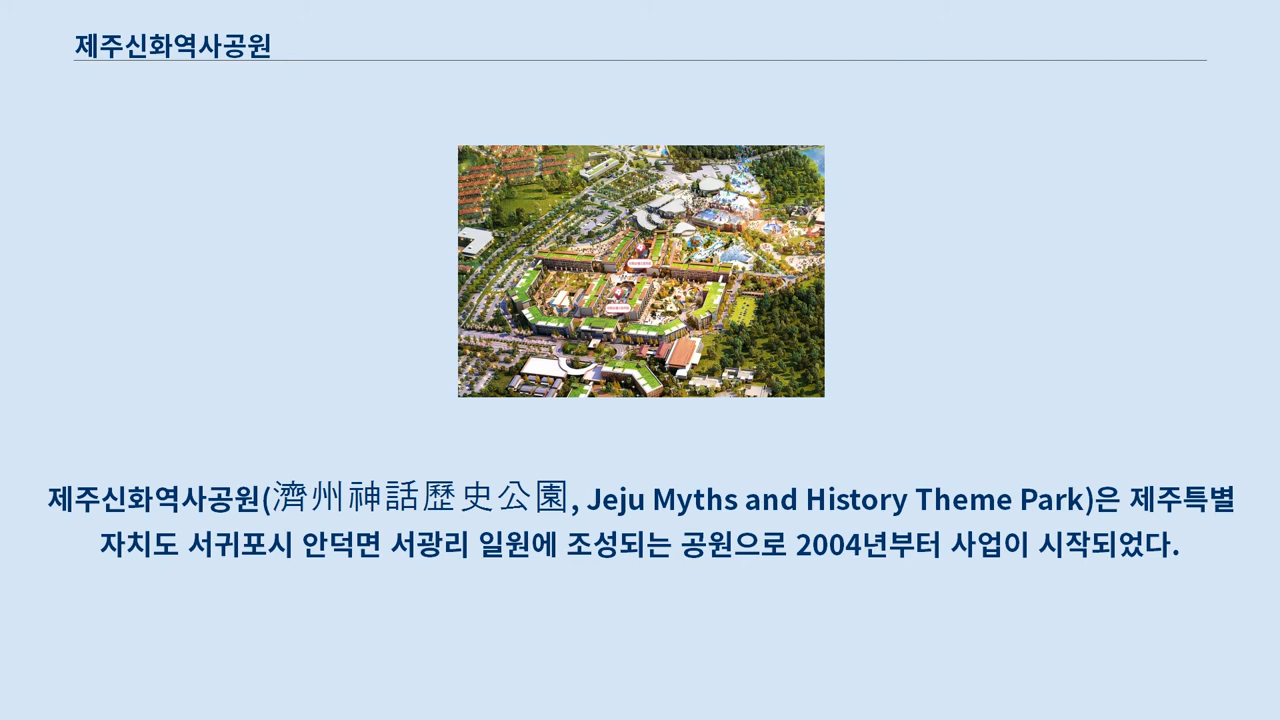 제주신화역사공원
제주신화역사공원(濟州神話歷史公園, Jeju Myths and History Theme Park)은 제주특별
자치도 서귀포시 안덕면 서광리 일원에 조성되는 공원으로 2004년부터 사업이 시작되었다.